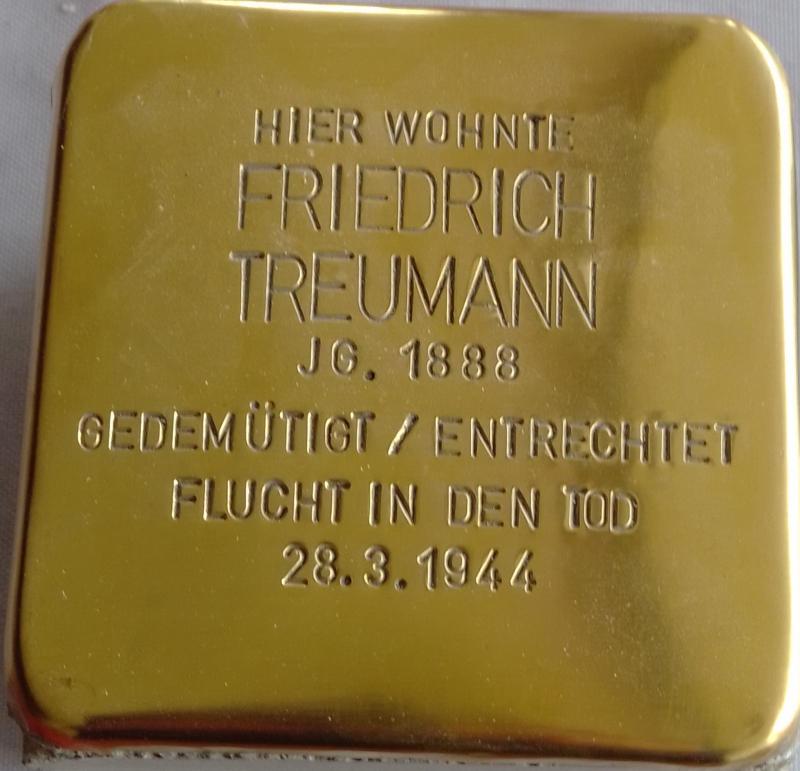 HIER WOHNTE
FRIEDRICH
TREUMANN
JG. 1888
GEDEMÜTIGT / ENTRECHTET
FLUCHT IN DEN TOD
28.3.1944